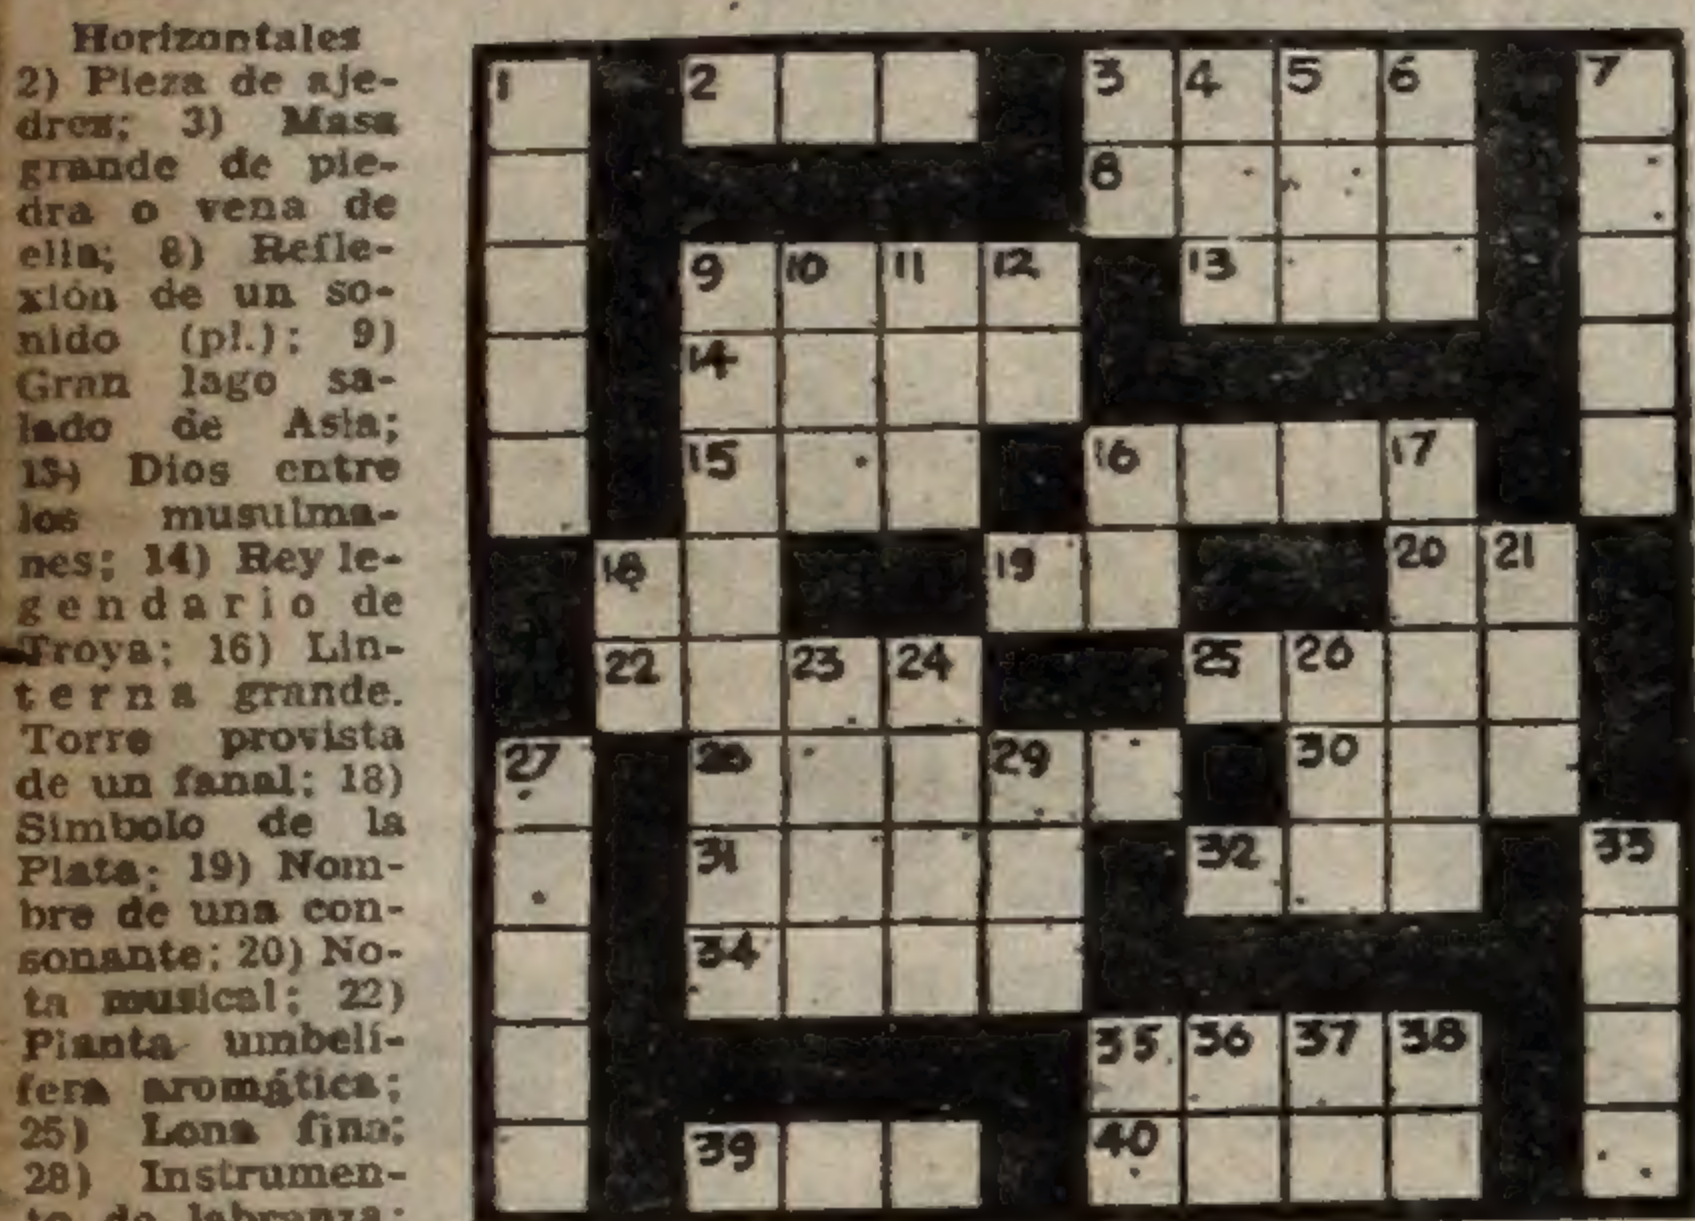 Horizontales
2) Pieza de aje-
drez; 3) Masa
grande de pie-
dra o vena de
ella; 8) Refle-
xión de un so-
nido (pl.); 9)
Gran lago sa-
lado de Asia;
13) Dios entre
los musulma-
nes; 14) Rey le-
gendario de
Troya; 16) Lin-
terna grande.
Torre provista
de un fanal; 18)
Símbolo de la
Plata; 19) Nom-
bre de una con-
sonante; 20) No-
ta musical; 22)
Planta umbelí-
fera aromática;
25) Lona fina;
28) Instrumen-
to de labranza;
1 2 3 4 5 6 7
8
9 10 11 12 13
14
15 16 17
18 19 20 21
22 23 24 25 26
27 28 29 30
31 32 33
34
35 36 37 38
39 40